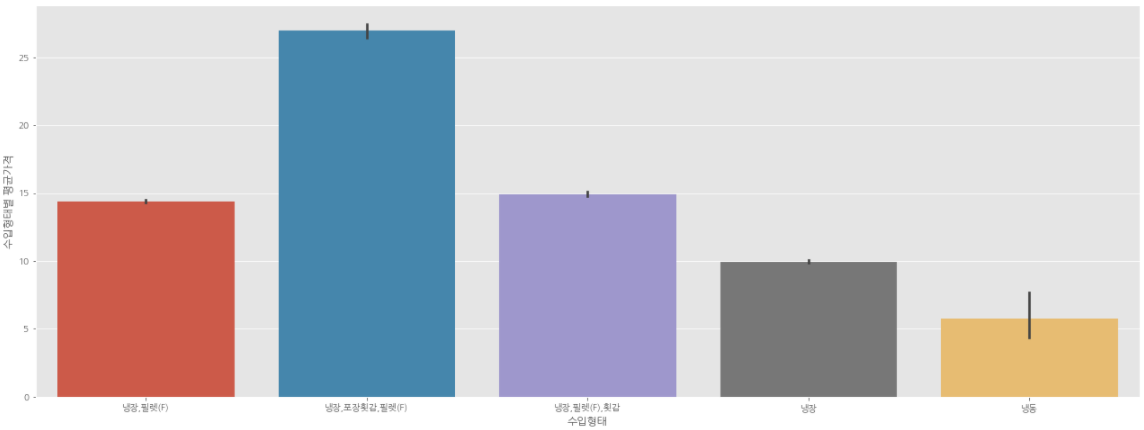 수입형태별 평균가격
25
20
15
10
5
0
냉장,필렛(F)
냉장,포장횟감,필렛(F)
냉장,필렛(F),횟감
냉장
냉동
수입형태